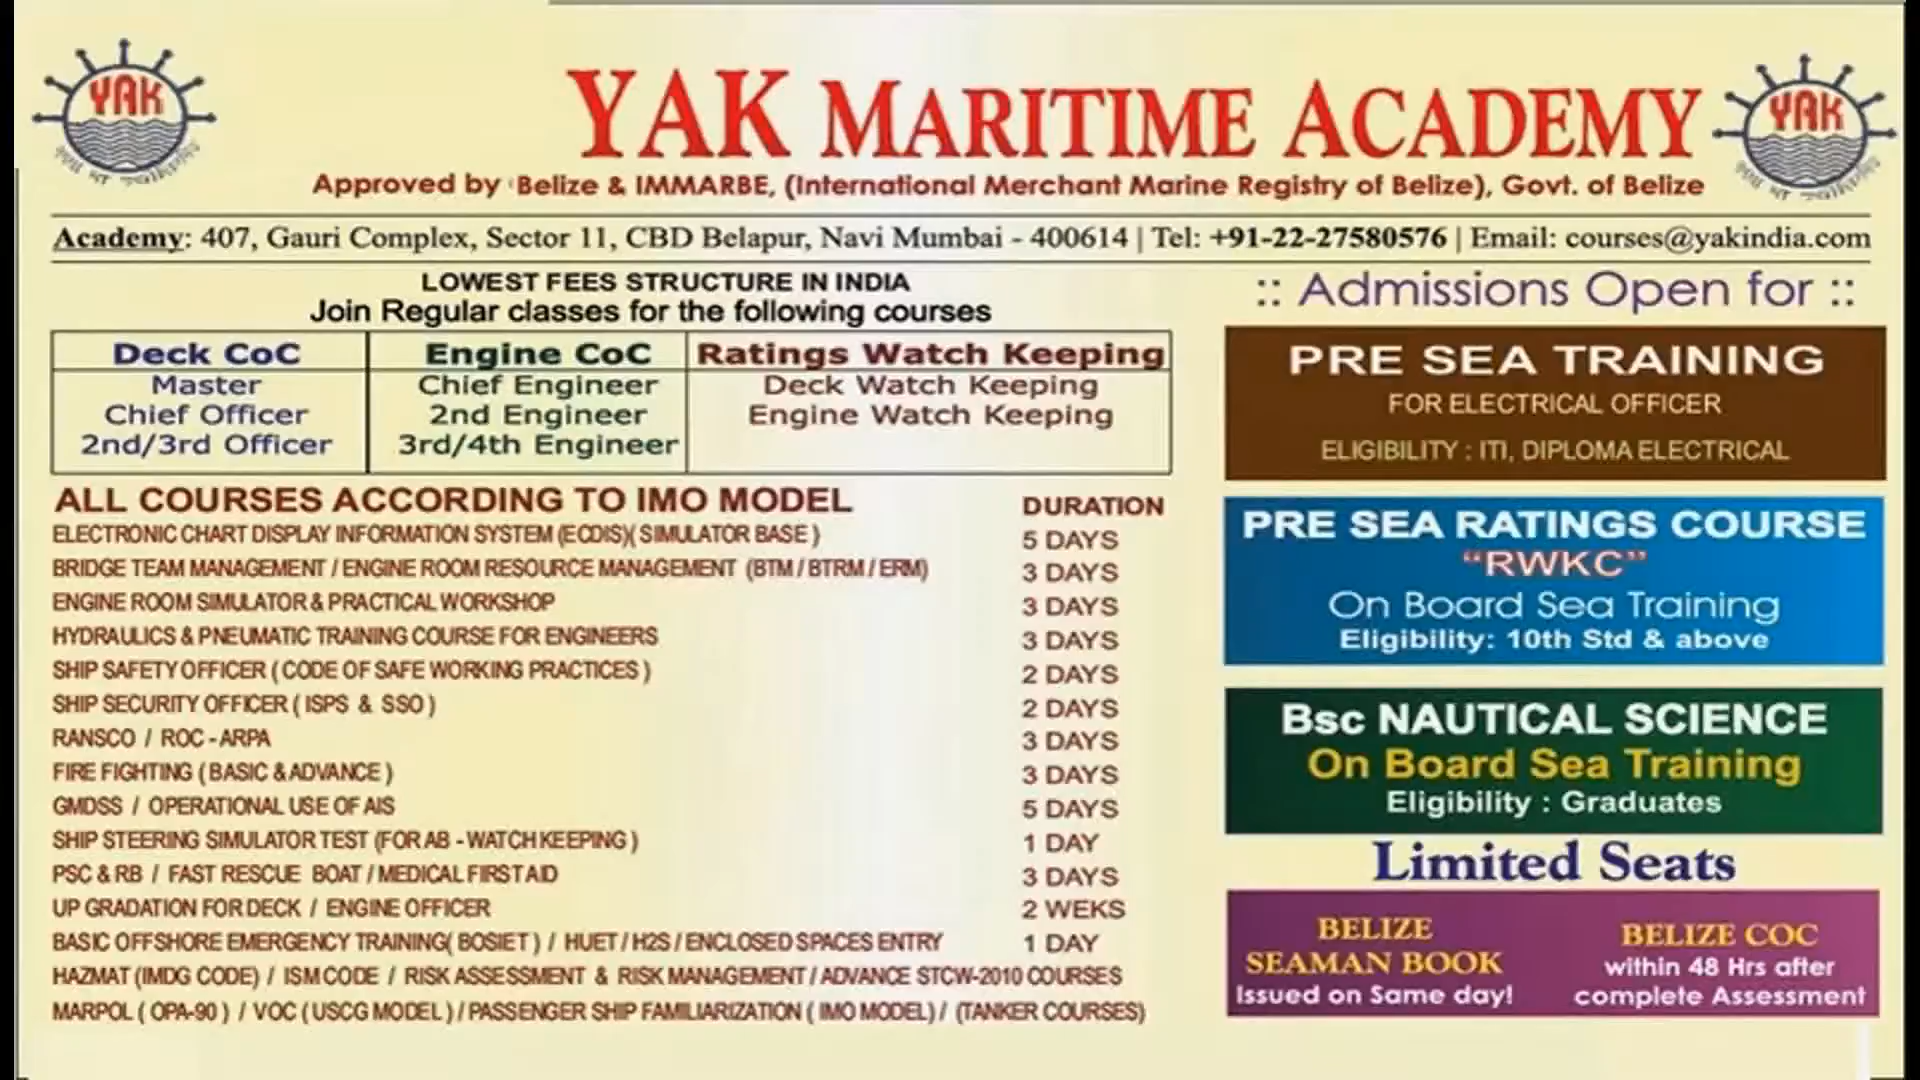 YAK
YAK MARITIME ACADEMY
YAK
Approved by Belize & IMMARBE, (International Merchant Marine Registry of Belize), Govt. of Belize
Academy: 407, Gauri Complex, Sector 11, CBD Belapur, Navi Mumbai - 400614 | Tel: +91-22-27580576 | Email: courses@yakindia.com
LOWEST FEES STRUCTURE IN INDIA
Join Regular classes for the following courses
Deck CoC Engine CoC Ratings Watch Keeping
Master Chief Engineer Deck Watch Keeping
Chief Officer 2nd Engineer Engine Watch Keeping
2nd/3rd Officer 3rd/4th Engineer
ALL COURSES ACCORDING TO IMO MODEL DURATION
ELECTRONIC CHART DISPLAY INFORMATION SYSTEM (ECDIS)( SIMULATOR BASE ) 5 DAYS
BRIDGE TEAM MANAGEMENT / ENGINE ROOM RESOURCE MANAGEMENT (BTM / BTRM / ERM) 3 DAYS
ENGINE ROOM SIMULATOR & PRACTICAL WORKSHOP 3 DAYS
HYDRAULICS & PNEUMATIC TRAINING COURSE FOR ENGINEERS 3 DAYS
SHIP SAFETY OFFICER ( CODE OF SAFE WORKING PRACTICES ) 2 DAYS
SHIP SECURITY OFFICER ( ISPS & SSO ) 2 DAYS
RANSCO / ROC - ARPA 3 DAYS
FIRE FIGHTING ( BASIC & ADVANCE ) 3 DAYS
GMDSS / OPERATIONAL USE OF AIS 5 DAYS
SHIP STEERING SIMULATOR TEST (FOR AB - WATCH KEEPING ) 1 DAY
PSC & RB / FAST RESCUE BOAT / MEDICAL FIRST AID 3 DAYS
UP GRADATION FOR DECK / ENGINE OFFICER 2 WEKS
BASIC OFFSHORE EMERGENCY TRAINING( BOSIET ) / HUET / H2S / ENCLOSED SPACES ENTRY 1 DAY
HAZMAT (IMDG CODE) / ISM CODE / RISK ASSESSMENT & RISK MANAGEMENT / ADVANCE STCW-2010 COURSES
MARPOL ( OPA-90 ) / VOC ( USCG MODEL ) / PASSENGER SHIP FAMILIARIZATION ( IMO MODEL ) / (TANKER COURSES)
:: Admissions Open for ::
PRE SEA TRAINING
FOR ELECTRICAL OFFICER
ELIGIBILITY : ITI, DIPLOMA ELECTRICAL
PRE SEA RATINGS COURSE
"RWKC"
On Board Sea Training
Eligibility: 10th Std & above
Bsc NAUTICAL SCIENCE
On Board Sea Training
Eligibility : Graduates
Limited Seats
BELIZE
SEAMAN BOOK
Issued on Same day!
BELIZE COC
within 48 Hrs after
complete Assessment